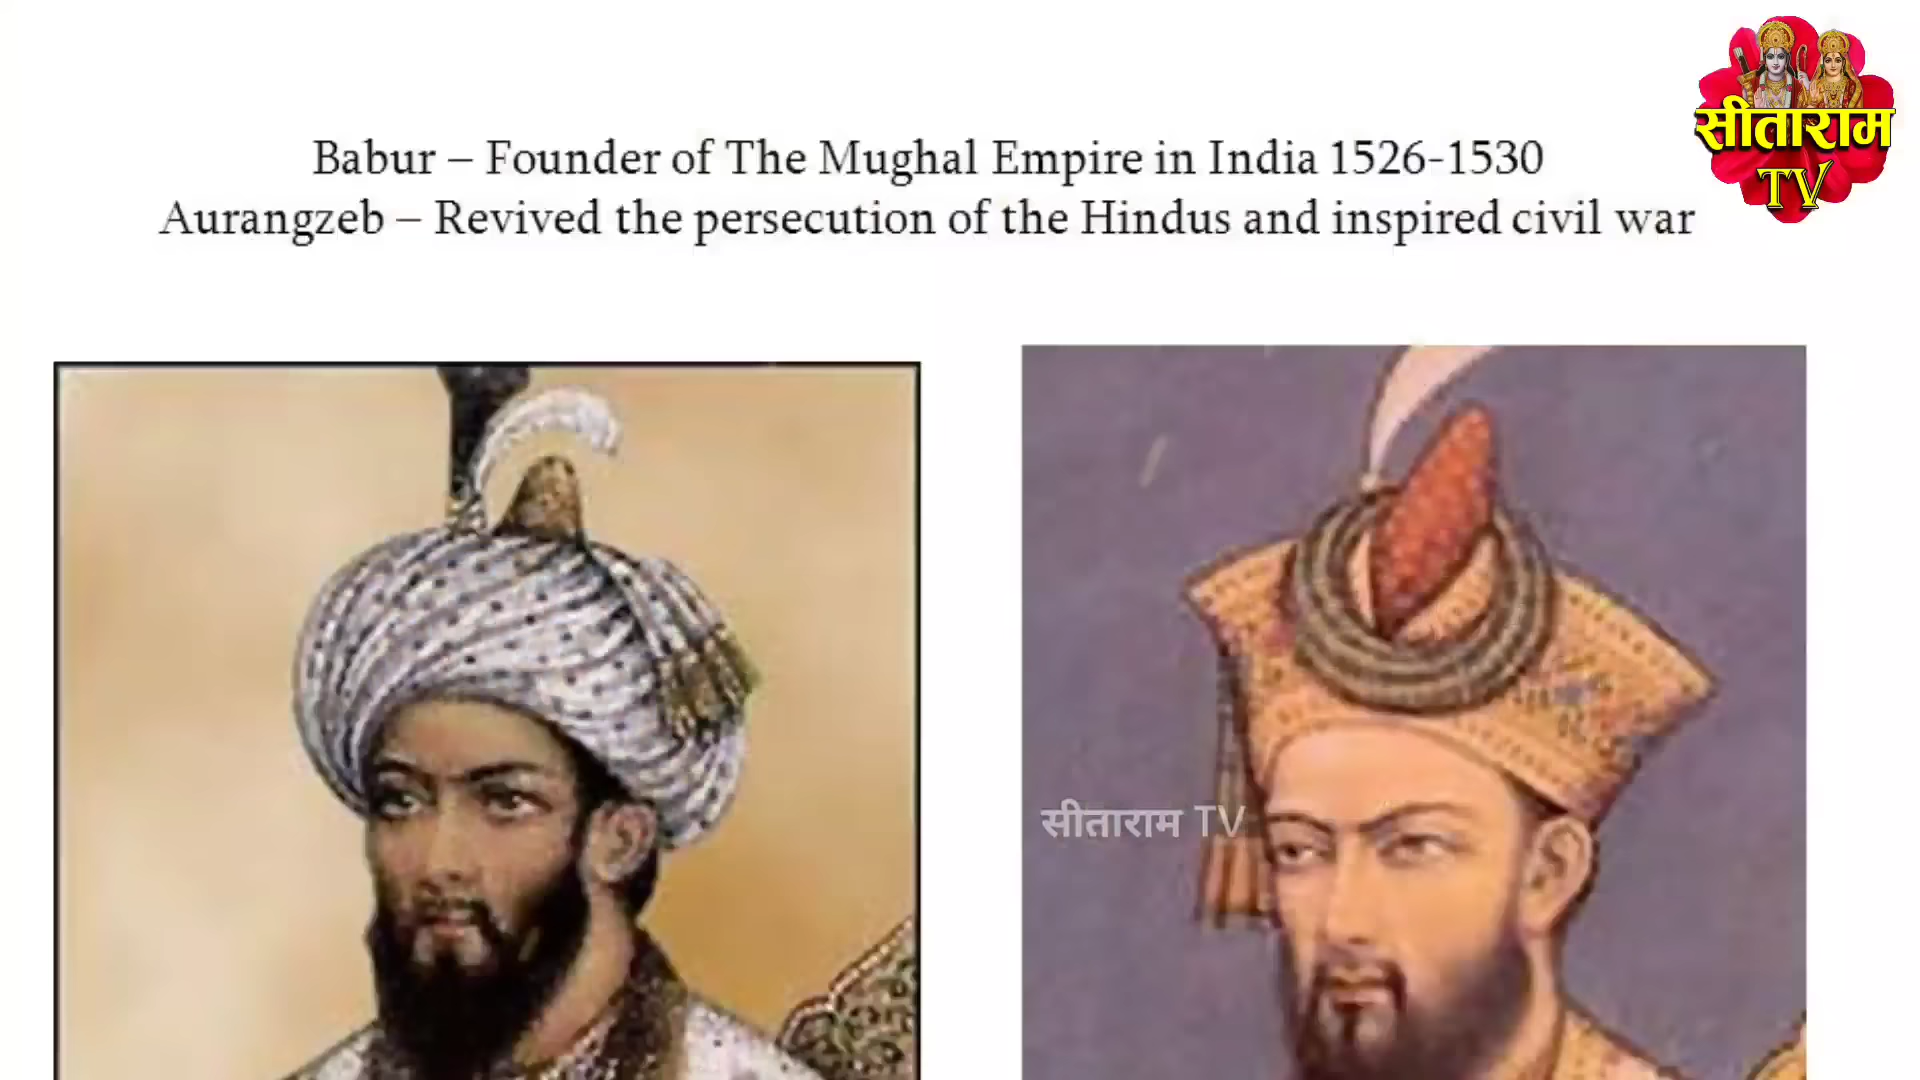 Babur – Founder of The Mughal Empire in India 1526-1530
Aurangzeb – Revived the persecution of the Hindus and inspired civil war
सीताराम
TV
सीताराम TV